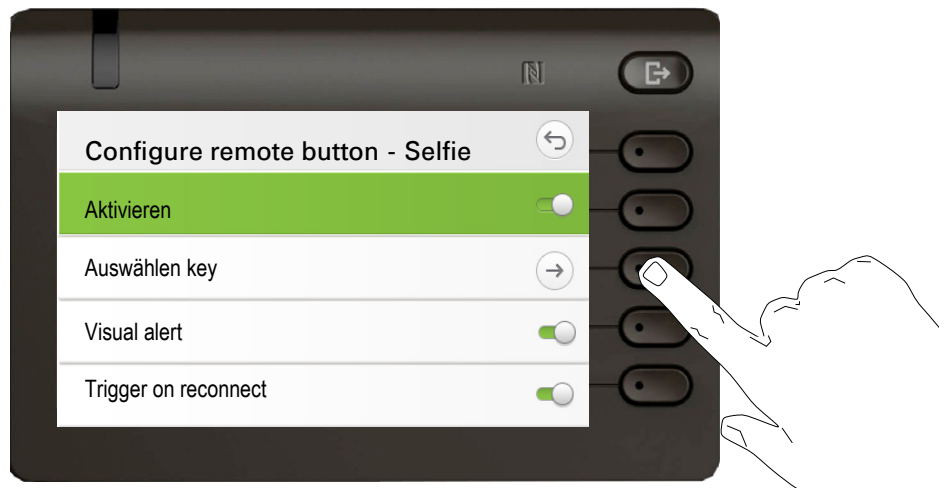 Configure remote button - Selfie
Aktivieren
Auswählen key
Visual alert
Trigger on reconnect